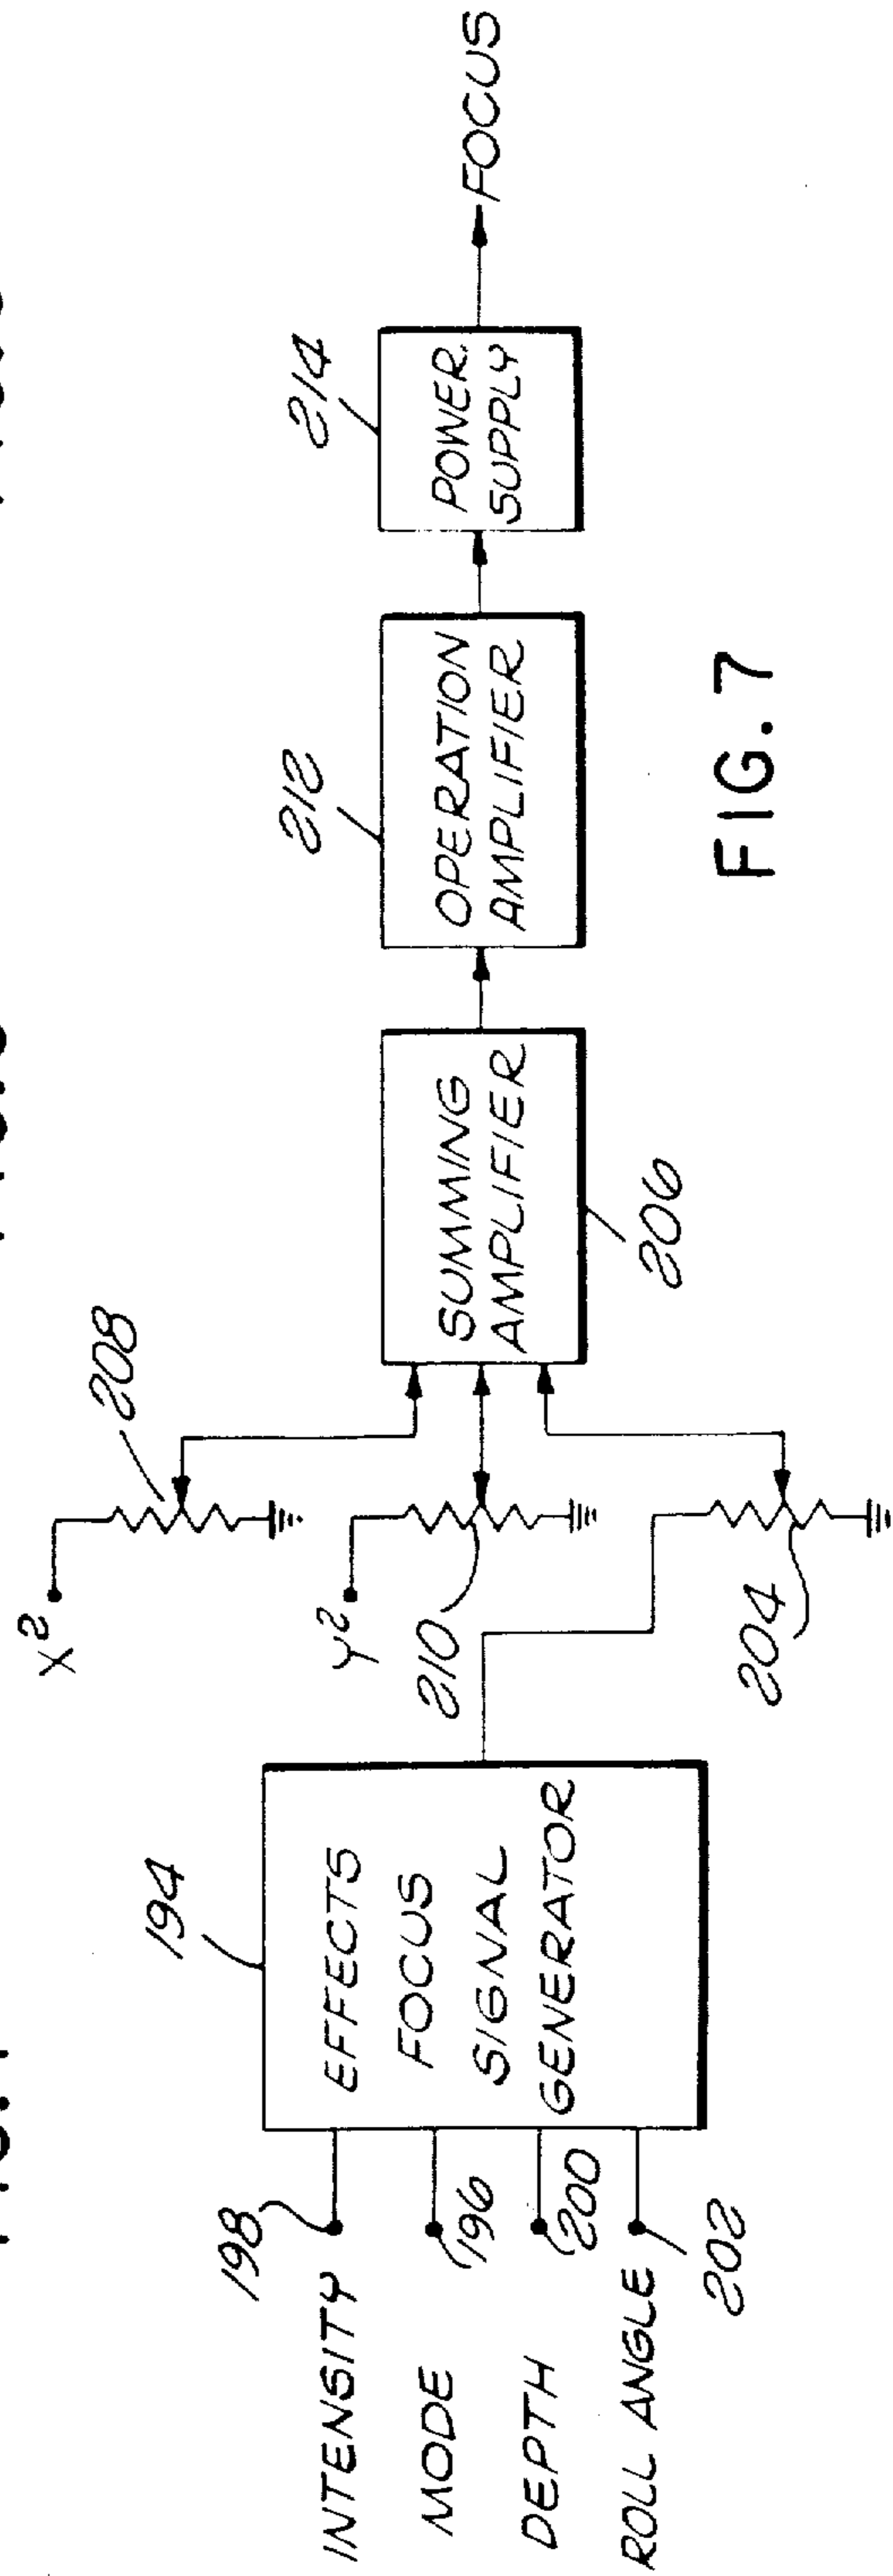 INTENSITY
198
MODE
196
DEPTH
200
ROLL ANGLE
202
194
EFFECTS
FOCUS
SIGNAL
GENERATOR
X²
208
Y²
210
204
SUMMING
AMPLIFIER
206
212
OPERATION
AMPLIFIER
214
POWER
SUPPLY
FOCUS
FIG. 7